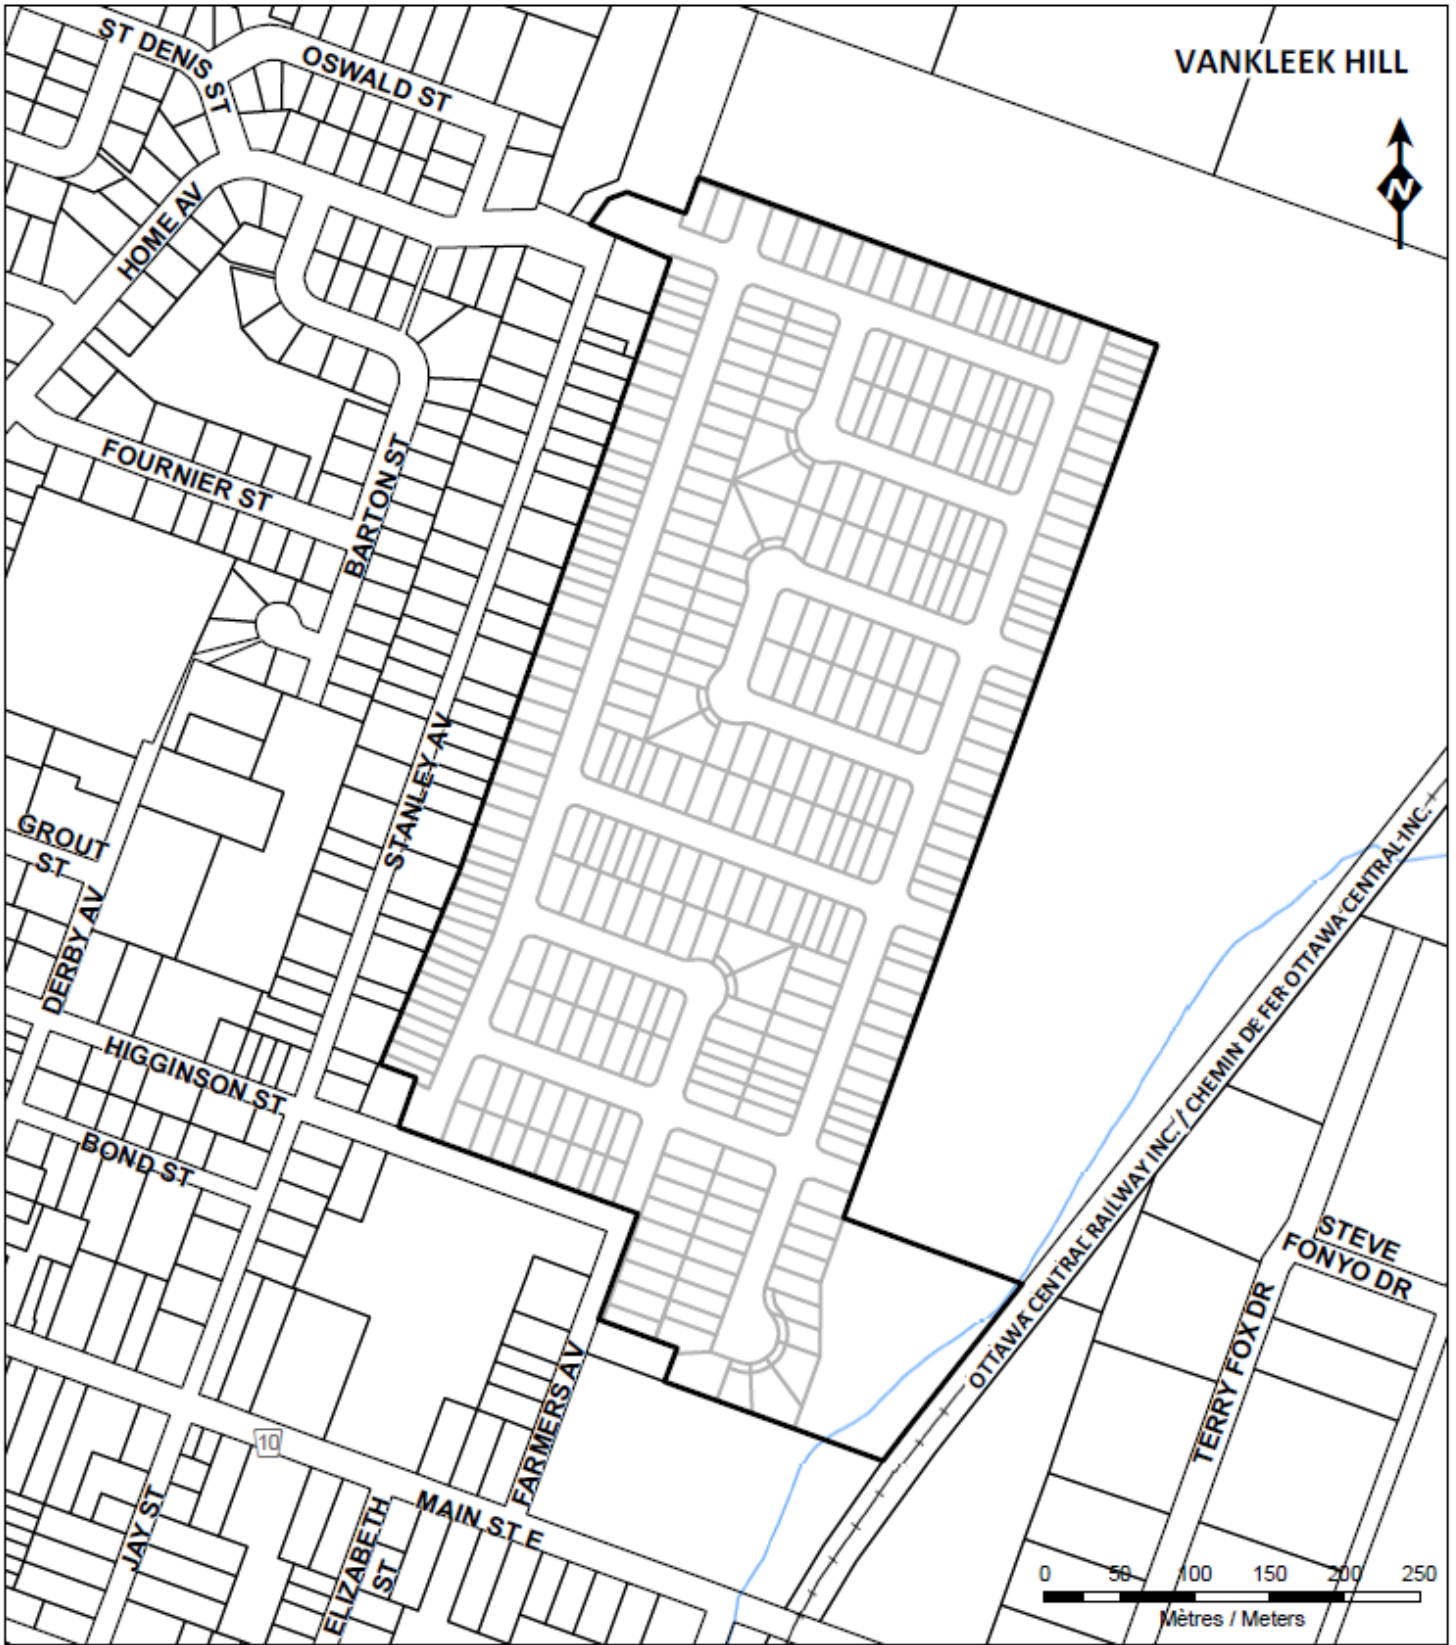 VANKLEEK HILL
N
ST DENIS ST
OSWALD ST
HOME AV
FOURNIER ST
BARTON ST
STANLEY AV
GROUT
ST
DERBY AV
HIGGINSON ST
BOND ST
OTTAWA CENTRAL RAILWAY INC. / CHEMIN DE FER OTTAWA CENTRAL INC.
STEVE
FONYO DR
TERRY FOX DR
FARMERS AV
10
MAIN ST E
JAY ST
ELIZABETH
ST
0 50 100 150 200 250
Mètres / Meters